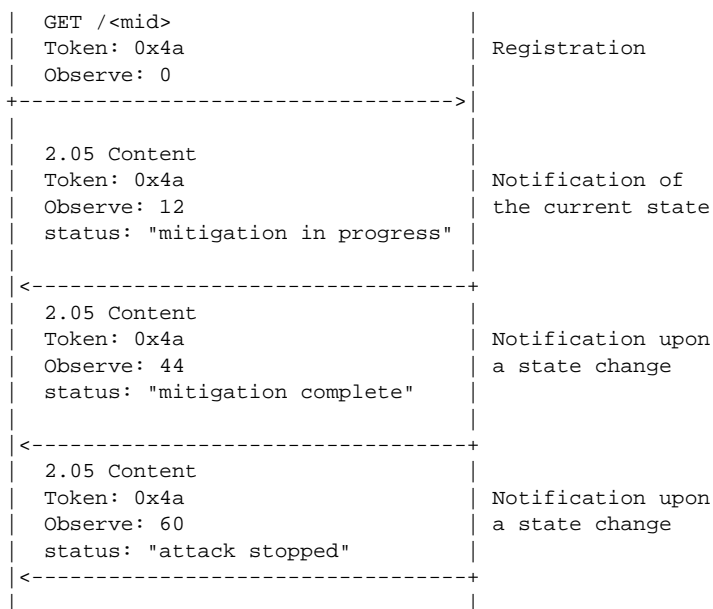 GET /<mid>
Token: 0x4a Registration
Observe: 0
2.05 Content
Token: 0x4a Notification of
Observe: 12 the current state
status: "mitigation in progress"
2.05 Content
Token: 0x4a Notification upon
Observe: 44 a state change
status: "mitigation complete"
2.05 Content
Token: 0x4a Notification upon
Observe: 60 a state change
status: "attack stopped"